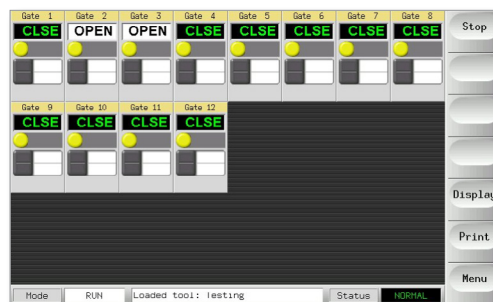 Gate 1 Gate 2 Gate 3 Gate 4 Gate 5 Gate 6 Gate 7 Gate 8
CLSE OPEN OPEN CLSE CLSE CLSE CLSE CLSE
Stop
Gate 9 Gate 10 Gate 11 Gate 12
CLSE CLSE CLSE CLSE
Display
Print
Menu
Mode RUN Loaded tool: Testing Status NORMAL